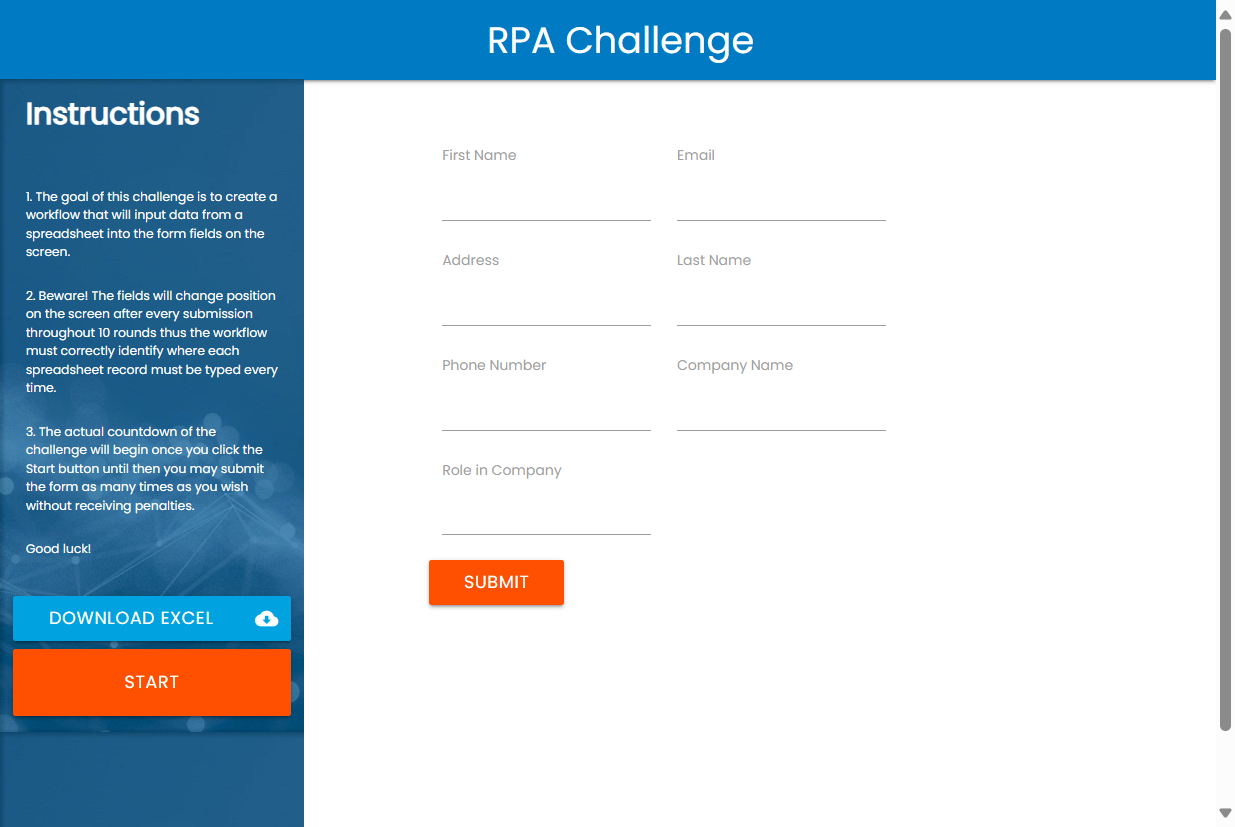 RPA Challenge
Instructions
1. The goal of this challenge is to create a
workflow that will input data from a
spreadsheet into the form fields on the
screen.
2. Beware! The fields will change position
on the screen after every submission
throughout 10 rounds thus the workflow
must correctly identify where each
spreadsheet record must be typed every
time.
3. The actual countdown of the
challenge will begin once you click the
Start button until then you may submit
the form as many times as you wish
without receiving penalties.
Good luck!
DOWNLOAD EXCEL
START
First Name
Email
Address
Last Name
Phone Number
Company Name
Role in Company
SUBMIT